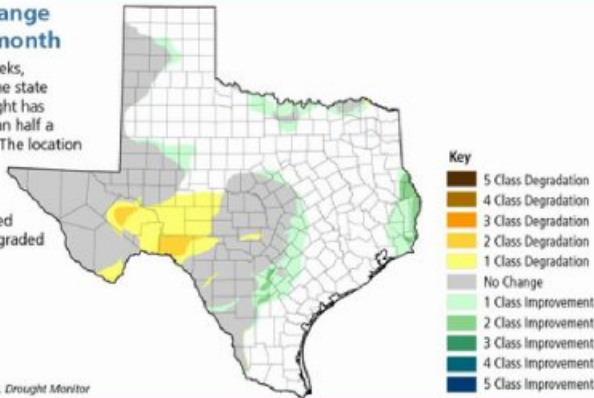 ange
month
eks,
e state
ght has
n half a
The location
ed
graded
Drought Monitor
Key
5 Class Degradation
4 Class Degradation
3 Class Degradation
2 Class Degradation
1 Class Degradation
No Change
1 Class Improvement
2 Class Improvement
3 Class Improvement
4 Class Improvement
5 Class Improvement